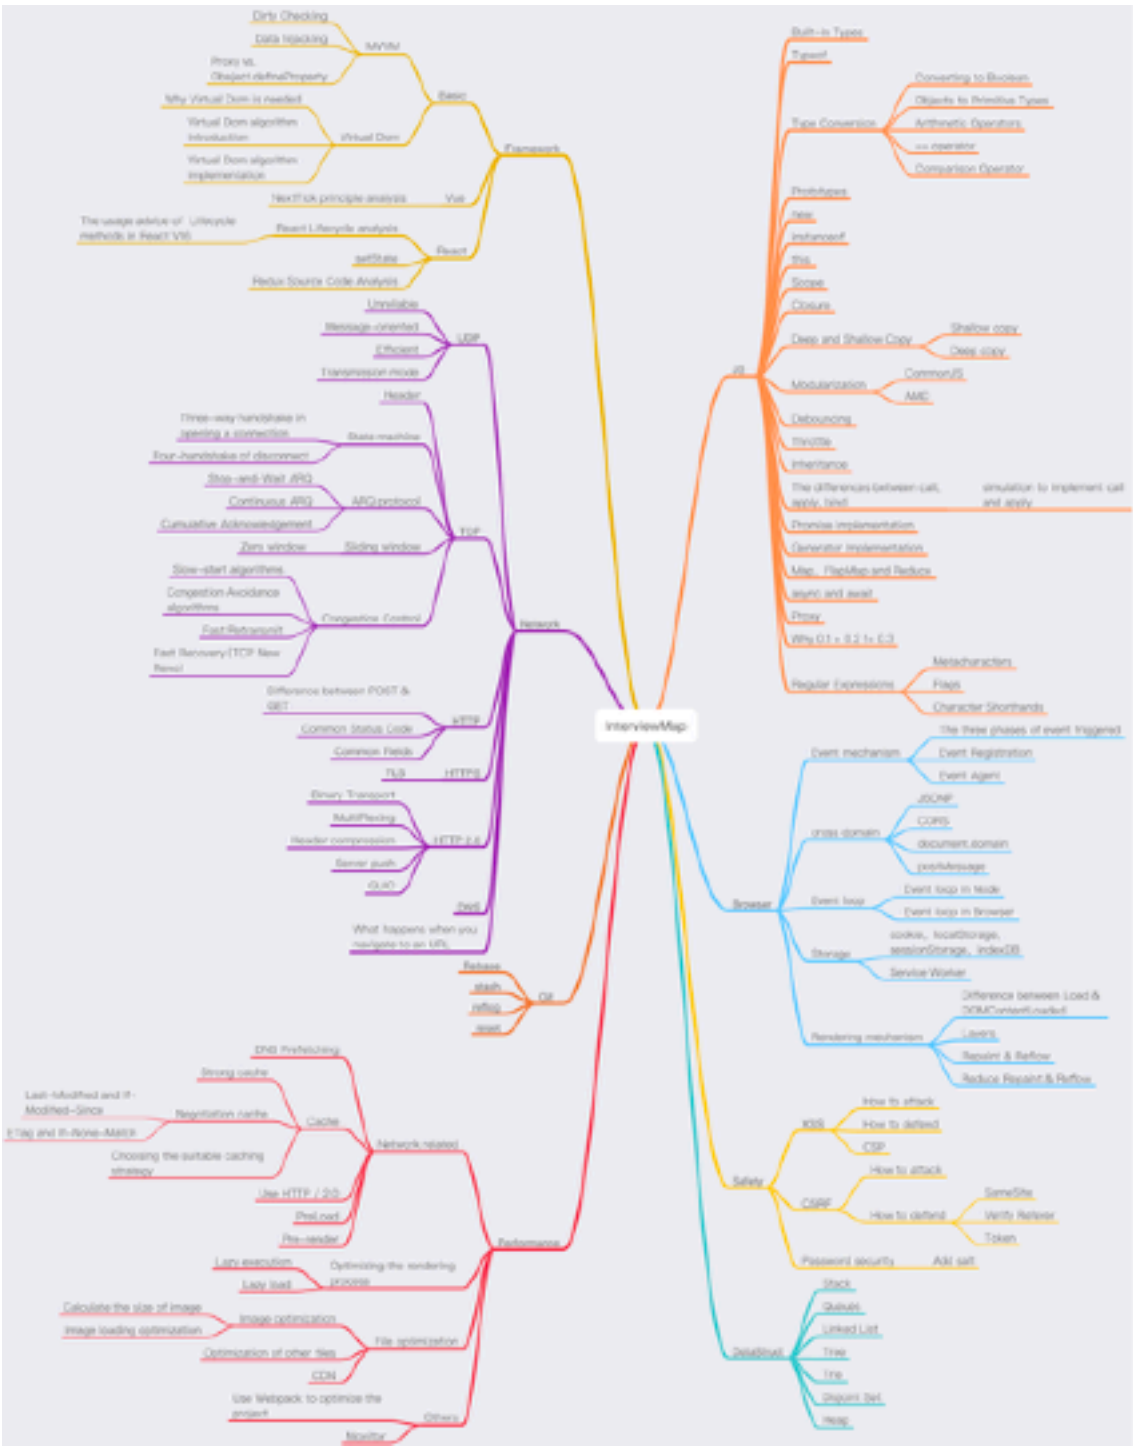 Dirty Checking
Data hijacking
MVVM
Proxy vs.
Obeject.defineProperty
Basic
Why Virtual Dom is needed
Virtual Dom algorithm
Introduction
Virtual Dom
Virtual Dom algorithm
implementation
Framework
NextTick principle analysis
Vue
The usage advice of Lifecycle
methods in React V16
React Lifecycle analysis
React
setState
Redux Source Code Analysis
Unreliable
Message-oriented
UDP
Efficient
Transmission mode
Header
Three-way handshake in
opening a connection
State machine
Four-handshake of disconnect
Stop-and-Wait ARQ
Continuous ARQ
ARQ protocol
Cumulative Acknowledgement
TCP
Zero window
Sliding window
Slow-start algorithms
Congestion Avoidance
algorithms
Congestion Control
Fast Retransmit
Fast Recovery (TCP New
Reno)
Network
Difference between POST &
GET
HTTP
Common Status Code
Common Fields
TLS
HTTPS
Binary Transport
MultiPlexing
Header compression
HTTP 2.0
Server push
QUIC
DNS
What happens when you
navigate to an URL
Rebase
stash
Git
reflog
reset
DNS Prefetching
Strong cache
Last-Modified and If-
Modified-Since
Negotiation cache
Cache
ETag and If-None-Match
Choosing the suitable caching
strategy
Network related
Use HTTP / 2.0
PreLoad
Pre-render
Performance
Lazy execution
Optimizing the rendering
process
Lazy load
Calculate the size of image
Image optimization
Image loading optimization
File optimization
Optimization of other files
CDN
Use Webpack to optimize the
project
Others
Monitor
InterviewMap
Built-in Types
Typeof
Converting to Boolean
Objects to Primitive Types
Type Conversion
Arithmetic Operators
== operator
Comparison Operator
Prototypes
new
instanceof
this
Scope
Closure
Shallow copy
Deep and Shallow Copy
Deep copy
JS
CommonJS
Modularization
AMD
Debouncing
Throttle
Inheritance
The differences between call,
apply, bind
simulation to implement call
and apply
Promise implementation
Generator Implementation
Map、FlapMap and Reduce
async and await
Proxy
Why 0.1 + 0.2 != 0.3
Metacharacters
Regular Expressions
Flags
Character Shorthands
The three phases of event triggered
Event mechanism
Event Registration
Event Agent
JSONP
CORS
cross domain
document.domain
postMessage
Event loop in Node
Browser
Event loop
Event loop in Browser
cookie、localStorage、
sessionStorage、indexDB
Storage
Service Worker
Difference between Load &
DOMContentLoaded
Layers
Rendering mechanism
Repaint & Reflow
Reduce Repaint & Reflow
How to attack
XSS
How to defend
CSP
Safety
How to attack
CSRF
SameSite
How to defend
Verify Referer
Token
Password security
Add salt
Stack
Queues
Linked List
DataStruct
Tree
Trie
Disjoint Set
Heap